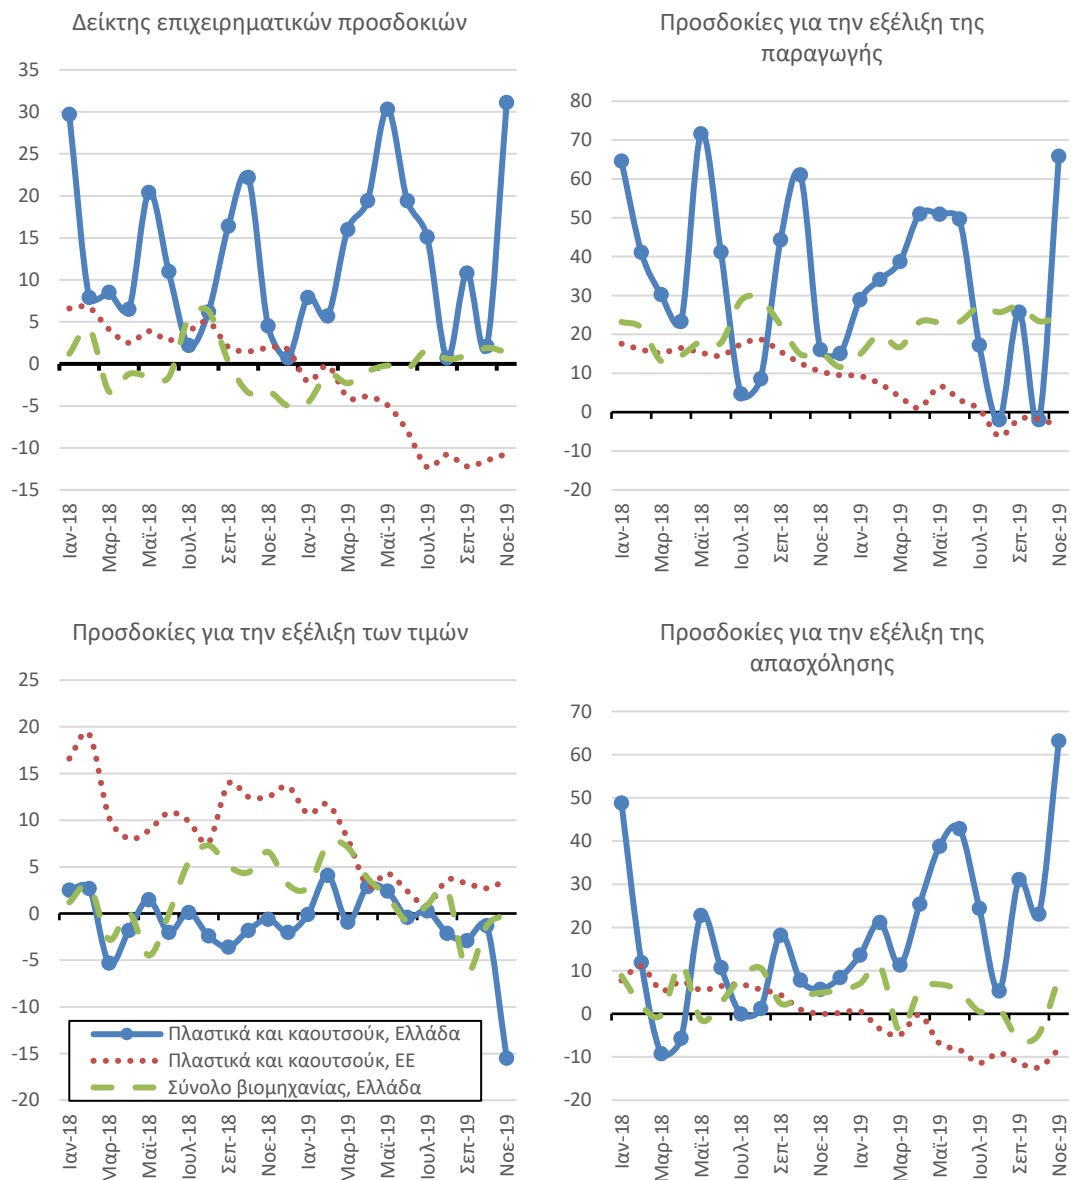 Δείκτης επιχειρηματικών προσδοκιών
35
30
25
20
15
10
5
0
-5
-10
-15
Ιαν-18
Μαρ-18
Μαϊ-18
Ιουλ-18
Σεπ-18
Νοε-18
Ιαν-19
Μαρ-19
Μαϊ-19
Ιουλ-19
Σεπ-19
Νοε-19
Προσδοκίες για την εξέλιξη της
παραγωγής
80
70
60
50
40
30
20
10
0
-10
-20
Ιαν-18
Μαρ-18
Μαϊ-18
Ιουλ-18
Σεπ-18
Νοε-18
Ιαν-19
Μαρ-19
Μαϊ-19
Ιουλ-19
Σεπ-19
Νοε-19
Προσδοκίες για την εξέλιξη των τιμών
25
20
15
10
5
0
-5
-10
-15
-20
Πλαστικά και καουτσούκ, Ελλάδα
Πλαστικά και καουτσούκ, ΕΕ
Σύνολο βιομηχανίας, Ελλάδα
Ιαν-18
Μαρ-18
Μαϊ-18
Ιουλ-18
Σεπ-18
Νοε-18
Ιαν-19
Μαρ-19
Μαϊ-19
Ιουλ-19
Σεπ-19
Νοε-19
Προσδοκίες για την εξέλιξη της
απασχόλησης
70
60
50
40
30
20
10
0
-10
-20
Ιαν-18
Μαρ-18
Μαϊ-18
Ιουλ-18
Σεπ-18
Νοε-18
Ιαν-19
Μαρ-19
Μαϊ-19
Ιουλ-19
Σεπ-19
Νοε-19